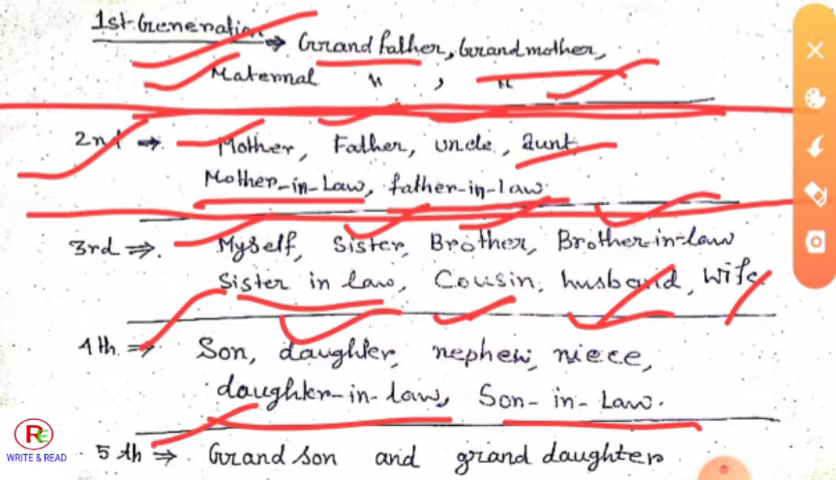 1st Generation
⇒ Grand father, Grandmother,
Maternal " , "
2nd ⇒ Mother, Father, uncle, aunt
Mother-in-Law, father-in-law.
3rd ⇒. Myself, Sister, Brother, Brother-in-law
Sister in law, Cousin, husband, Wife
4th. ⇒ Son, daughter, nephew, niece,
daughter-in-law, Son-in-Law.
5th ⇒ Grand son and grand daughter
RE
WRITE & READ